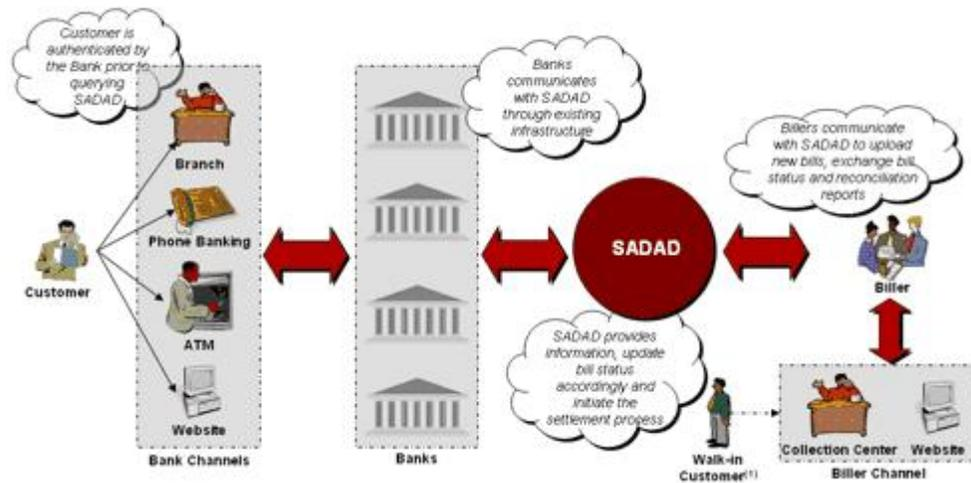 Customer is
authenticated by
the Bank prior to
querying
SADAD
Branch
Phone Banking
ATM
Website
Bank Channels
Customer
Banks
communicates
with SADAD
through existing
infrastructure
Banks
SADAD
SADAD provides
information, update
bill status
accordingly and
initiate the
settlement process
Billers communicate
with SADAD to upload
new bills, exchange bill
status and reconciliation
reports
Biller
Walk-in
Customer(1)
Collection Center
Website
Biller Channel